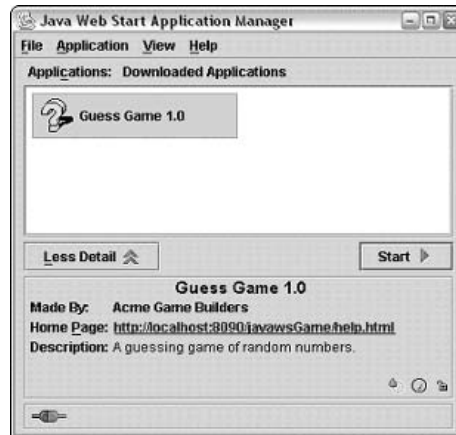 Java Web Start Application Manager
File Application View Help
Applications: Downloaded Applications
Guess Game 1.0
Less Detail
Start
Guess Game 1.0
Made By: Acme Game Builders
Home Page: http://localhost:8090/javawsGame/help.html
Description: A guessing game of random numbers.